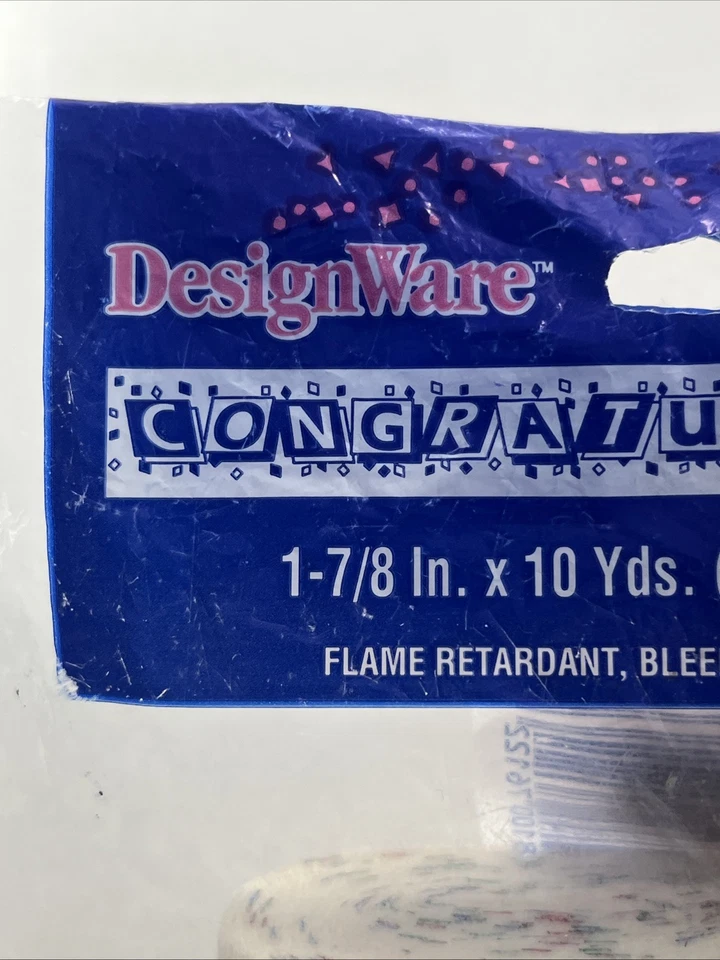 DesignWare™
CONGRATU
1-7/8 In. x 10 Yds. (
FLAME RETARDANT, BLEE